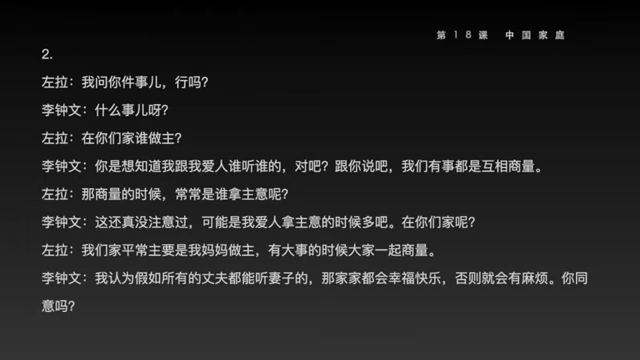 第18课 中国家庭
2.
左拉：我问你件事儿，行吗？
李钟文：什么事儿呀？
左拉：在你们家谁做主？
李钟文：你是想知道我跟我爱人谁听谁的，对吧？跟你说吧，我们有事都是互相商量。
左拉：那商量的时候，常常是谁拿主意呢？
李钟文：这还真没注意过，可能是我爱人拿主意的时候多吧。在你们家呢？
左拉：我们家平常主要是我妈妈做主，有大事的时候大家一起商量。
李钟文：我认为假如所有的丈夫都能听妻子的，那家家都会幸福快乐，否则就会有麻烦。你同
意吗？